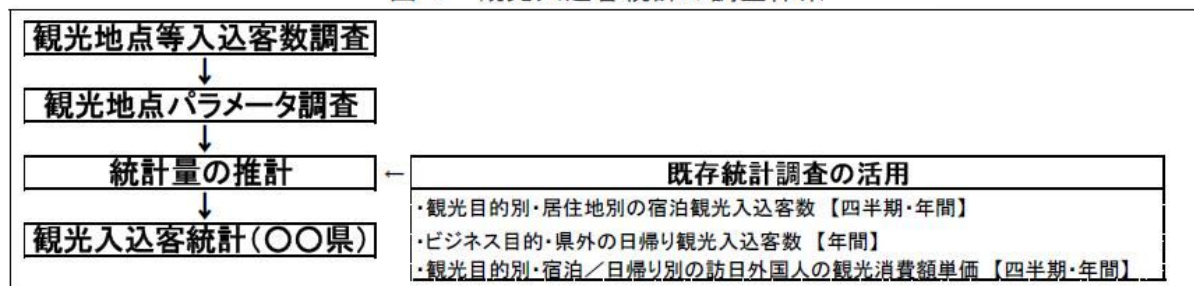 観光地点等入込客数調査
↓
観光地点パラメータ調査
↓
統計量の推計
←
既存統計調査の活用
↓
・観光目的別・居住地別の宿泊観光入込客数 【四半期・年間】
観光入込客統計(〇〇県)
・ビジネス目的・県外の日帰り観光入込客数 【年間】
・観光目的別・宿泊／日帰り別の訪日外国人の観光消費額単価 【四半期・年間】